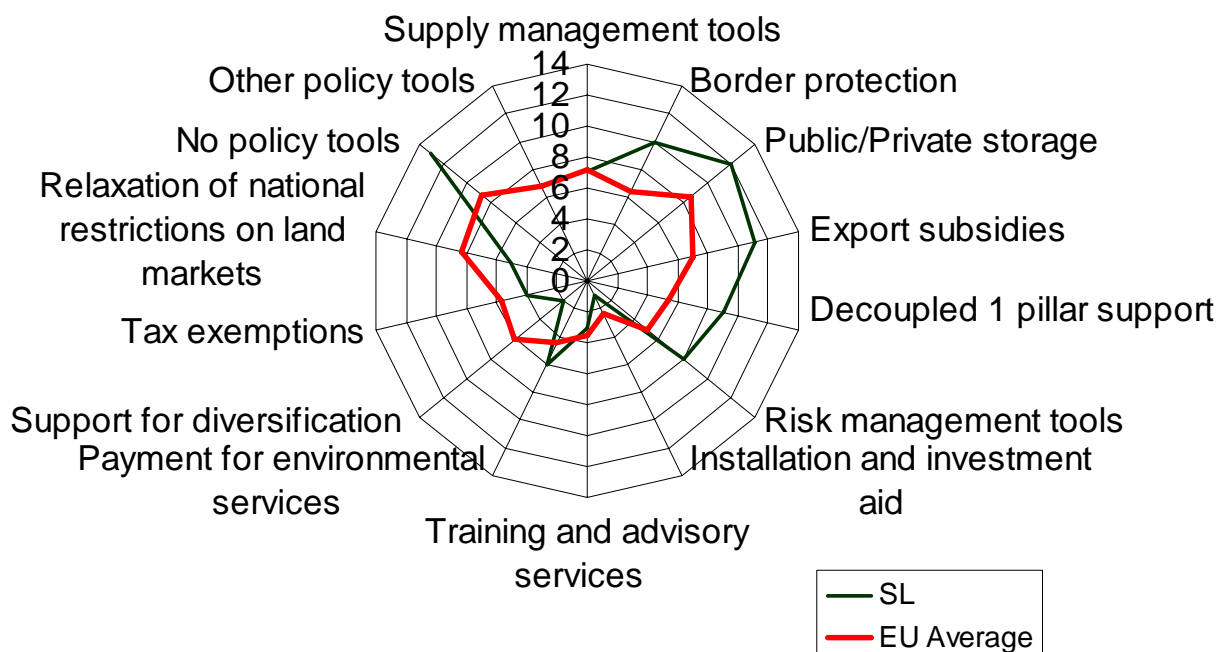 Supply management tools
14
Other policy tools
Border protection
12
10
No policy tools
Public/Private storage
8
Relaxation of national
restrictions on land
markets
6
4
Export subsidies
2
0
Decoupled 1 pillar support
Tax exemptions
Support for diversification
Risk management tools
Payment for environmental
services
Installation and investment
aid
Training and advisory
services
SL
EU Average